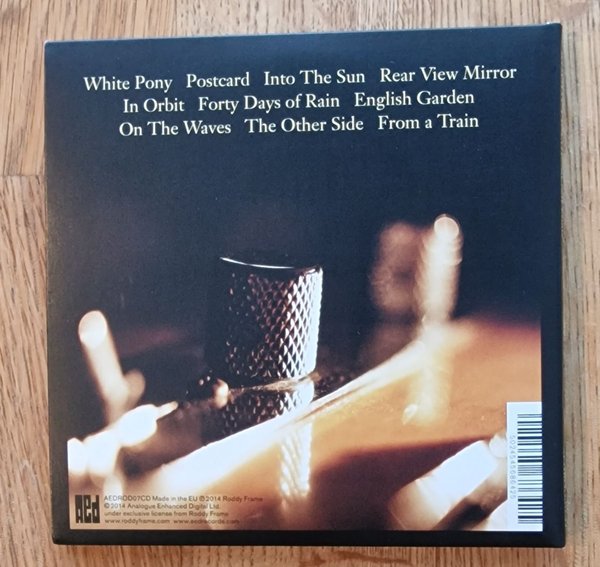 White Pony Postcard Into The Sun Rear View Mirror
In Orbit Forty Days of Rain English Garden
On The Waves The Other Side From a Train
AEd
AEDROD07CD Made in the EU ℗ 2014 Roddy Frame
© 2014 Analogue Enhanced Digital Ltd.
under exclusive license from Roddy Frame
www.roddyframe.com www.aedrecords.com